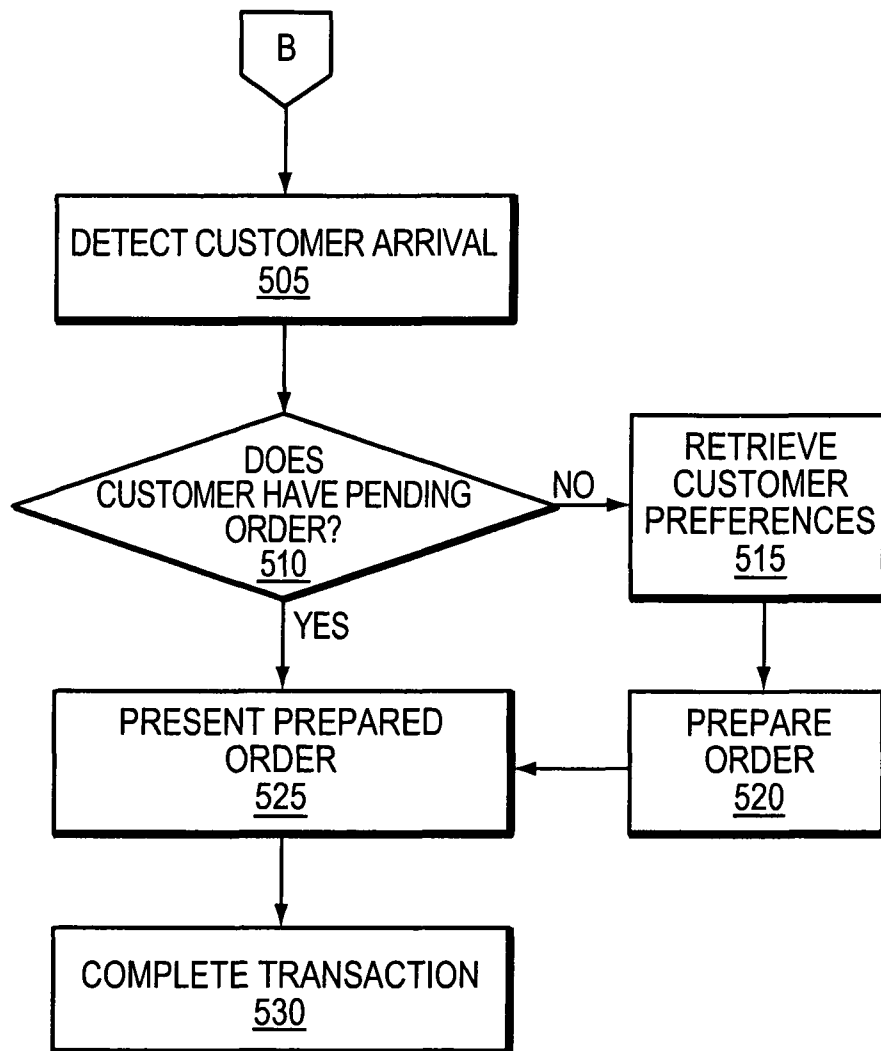 B
DETECT CUSTOMER ARRIVAL
505
DOES
CUSTOMER HAVE PENDING
ORDER?
510
NO
RETRIEVE
CUSTOMER
PREFERENCES
515
YES
PRESENT PREPARED
ORDER
525
PREPARE
ORDER
520
COMPLETE TRANSACTION
530